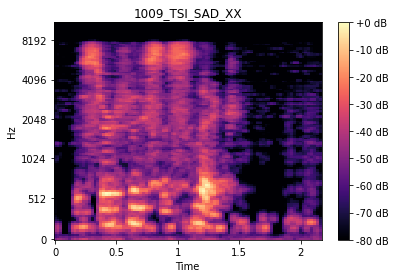 1009_TSI_SAD_XX
+0 dB
8192
-10 dB
4096
-20 dB
-30 dB
2048
Hz
-40 dB
1024
-50 dB
512
-60 dB
-70 dB
0
-80 dB
0
0.5
1
1.5
2
Time